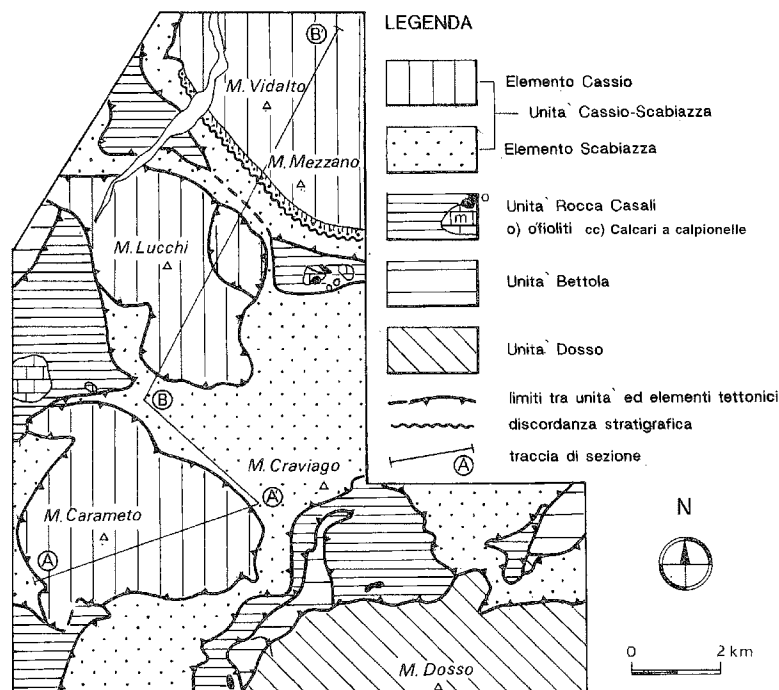 LEGENDA
Elemento Cassio
Unita` Cassio-Scabiazza
Elemento Scabiazza
Unita` Rocca Casali
o) ofioliti cc) Calcari a calpionelle
o
m
Unita` Bettola
Unita` Dosso
limiti tra unita` ed elementi tettonici
discordanza stratigrafica
traccia di sezione
A
N
0 2 km
B'
M. Vidalto
M. Mezzano
M. Lucchi
B
M. Craviago
A'
M. Carameto
A
M. Dosso